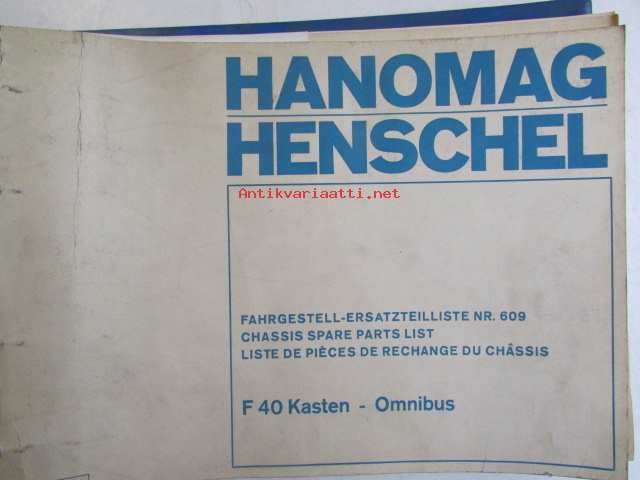 HANOMAG
HENSCHEL
Antikvariaatti.net
FAHRGESTELL-ERSATZTEILLISTE NR. 609
CHASSIS SPARE PARTS LIST
LISTE DE PIÈCES DE RECHANGE DU CHÂSSIS
F 40 Kasten - Omnibus